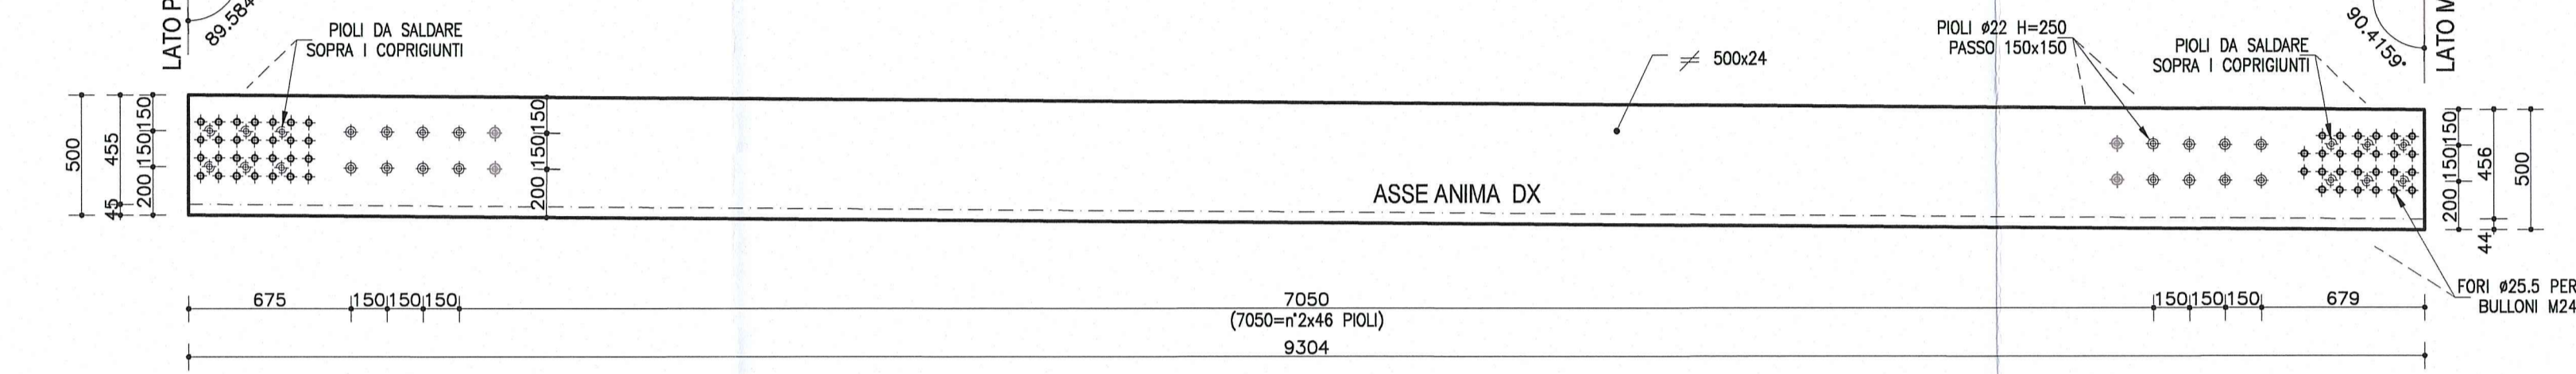 LATO
89.584
PIOLI DA SALDARE
SOPRA I COPRIGIUNTI
500x24
PIOLI ø22 H=250
PASSO 150x150
PIOLI DA SALDARE
SOPRA I COPRIGIUNTI
90.4159°
LATO
500
455
45
150
150
200
150
150
200
ASSE ANIMA DX
150
150
200
456
44
500
FORI ø25.5 PER
BULLONI M24
675
150
150
150
7050
(7050=n°2x46 PIOLI)
150
150
150
679
9304